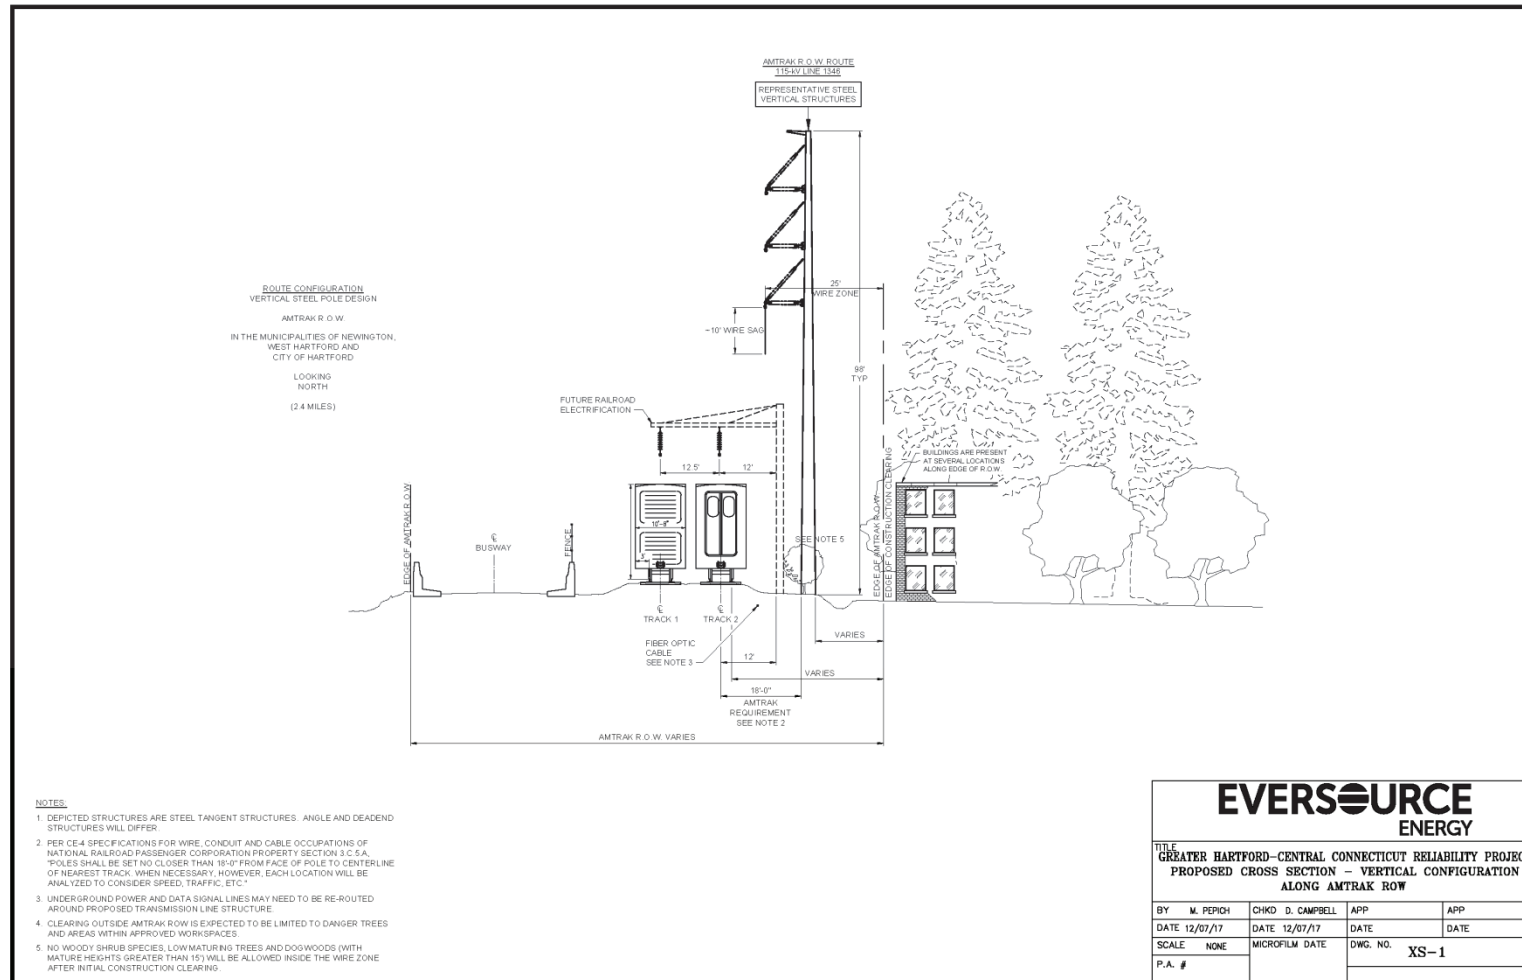 AMTRAK R.O.W. ROUTE
115-kV LINE 1346
REPRESENTATIVE STEEL
VERTICAL STRUCTURES
25'
WIRE ZONE
~10' WIRE SAG
98'
TYP
ROUTE CONFIGURATION
VERTICAL STEEL POLE DESIGN
AMTRAK R.O.W.
IN THE MUNICIPALITIES OF NEWINGTON,
WEST HARTFORD AND
CITY OF HARTFORD
LOOKING
NORTH
(2.4 MILES)
FUTURE RAILROAD
ELECTRIFICATION
12.5'
12'
BUILDINGS ARE PRESENT
AT SEVERAL LOCATIONS
ALONG EDGE OF R.O.W.
EDGE OF AMTRAK R.O.W
BUSWAY
FENCE
10'-8"
5'
SEE NOTE 5
EDGE OF AMTRAK R.O.W
EDGE OF CONSTRUCTION CLEARING
TRACK 1
TRACK 2
FIBER OPTIC
CABLE
SEE NOTE 3
12'
VARIES
VARIES
18'-0"
AMTRAK
REQUIREMENT
SEE NOTE 2
AMTRAK R.O.W. VARIES
NOTES:
1. DEPICTED STRUCTURES ARE STEEL TANGENT STRUCTURES. ANGLE AND DEADEND
STRUCTURES WILL DIFFER.
2. PER CE-4 SPECIFICATIONS FOR WIRE, CONDUIT AND CABLE OCCUPATIONS OF
NATIONAL RAILROAD PASSENGER CORPORATION PROPERTY SECTION 3.C.5.A,
"POLES SHALL BE SET NO CLOSER THAN 18'-0" FROM FACE OF POLE TO CENTERLINE
OF NEAREST TRACK. WHEN NECESSARY, HOWEVER, EACH LOCATION WILL BE
ANALYZED TO CONSIDER SPEED, TRAFFIC, ETC."
3. UNDERGROUND POWER AND DATA SIGNAL LINES MAY NEED TO BE RE-ROUTED
AROUND PROPOSED TRANSMISSION LINE STRUCTURE.
4. CLEARING OUTSIDE AMTRAK ROW IS EXPECTED TO BE LIMITED TO DANGER TREES
AND AREAS WITHIN APPROVED WORKSPACES.
5. NO WOODY SHRUB SPECIES, LOW MATURING TREES AND DOGWOODS (WITH
MATURE HEIGHTS GREATER THAN 15') WILL BE ALLOWED INSIDE THE WIRE ZONE
AFTER INITIAL CONSTRUCTION CLEARING.
EVERSOURCE
ENERGY
TITLE
GREATER HARTFORD-CENTRAL CONNECTICUT RELIABILITY PROJEC
PROPOSED CROSS SECTION - VERTICAL CONFIGURATION
ALONG AMTRAK ROW
BY M. PEPICH CHKD D. CAMPBELL APP APP
DATE 12/07/17 DATE 12/07/17 DATE DATE
SCALE NONE MICROFILM DATE DWG. NO. XS-1
P.A. #